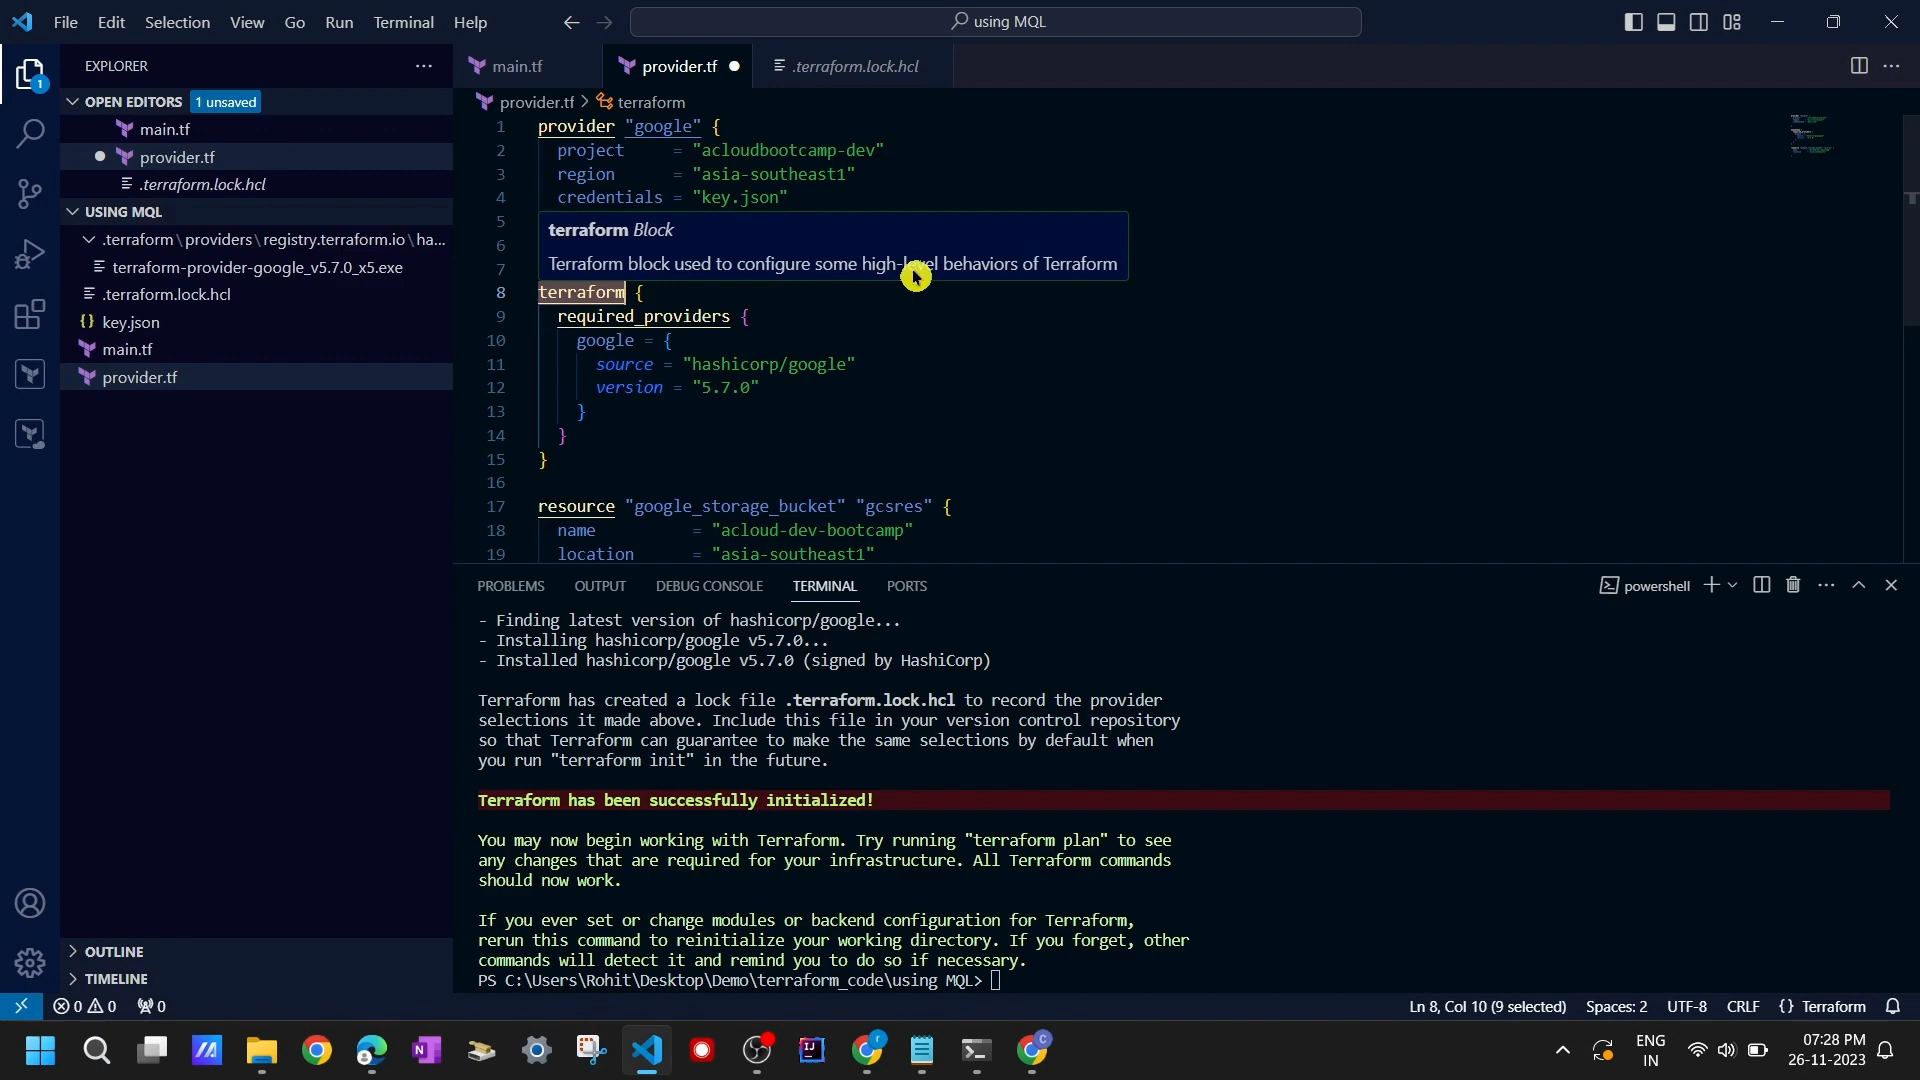 File Edit Selection View Go Run Terminal Help
using MQL
EXPLORER
OPEN EDITORS 1 unsaved
main.tf
provider.tf
.terraform.lock.hcl
USING MQL
.terraform\providers\registry.terraform.io\ha...
terraform-provider-google_v5.7.0_x5.exe
.terraform.lock.hcl
key.json
main.tf
provider.tf
OUTLINE
TIMELINE
main.tf provider.tf .terraform.lock.hcl
provider.tf > terraform
1 provider "google" {
2 project = "acloudbootcamp-dev"
3 region = "asia-southeast1"
4 credentials = "key.json"
5
6
7
terraform Block
Terraform block used to configure some high-level behaviors of Terraform
8 terraform {
9 required_providers {
10 google = {
11 source = "hashicorp/google"
12 version = "5.7.0"
13 }
14 }
15 }
16
17 resource "google_storage_bucket" "gcsres" {
18 name = "acloud-dev-bootcamp"
19 location = "asia-southeast1"
PROBLEMS OUTPUT DEBUG CONSOLE TERMINAL PORTS
powershell
- Finding latest version of hashicorp/google...
- Installing hashicorp/google v5.7.0...
- Installed hashicorp/google v5.7.0 (signed by HashiCorp)
Terraform has created a lock file .terraform.lock.hcl to record the provider
selections it made above. Include this file in your version control repository
so that Terraform can guarantee to make the same selections by default when
you run "terraform init" in the future.
Terraform has been successfully initialized!
You may now begin working with Terraform. Try running "terraform plan" to see
any changes that are required for your infrastructure. All Terraform commands
should now work.
If you ever set or change modules or backend configuration for Terraform,
rerun this command to reinitialize your working directory. If you forget, other
commands will detect it and remind you to do so if necessary.
PS C:\Users\Rohit\Desktop\Demo\terraform_code\using MQL>
0 0 0
Ln 8, Col 10 (9 selected) Spaces: 2 UTF-8 CRLF {} Terraform
ENG
IN
07:28 PM
26-11-2023